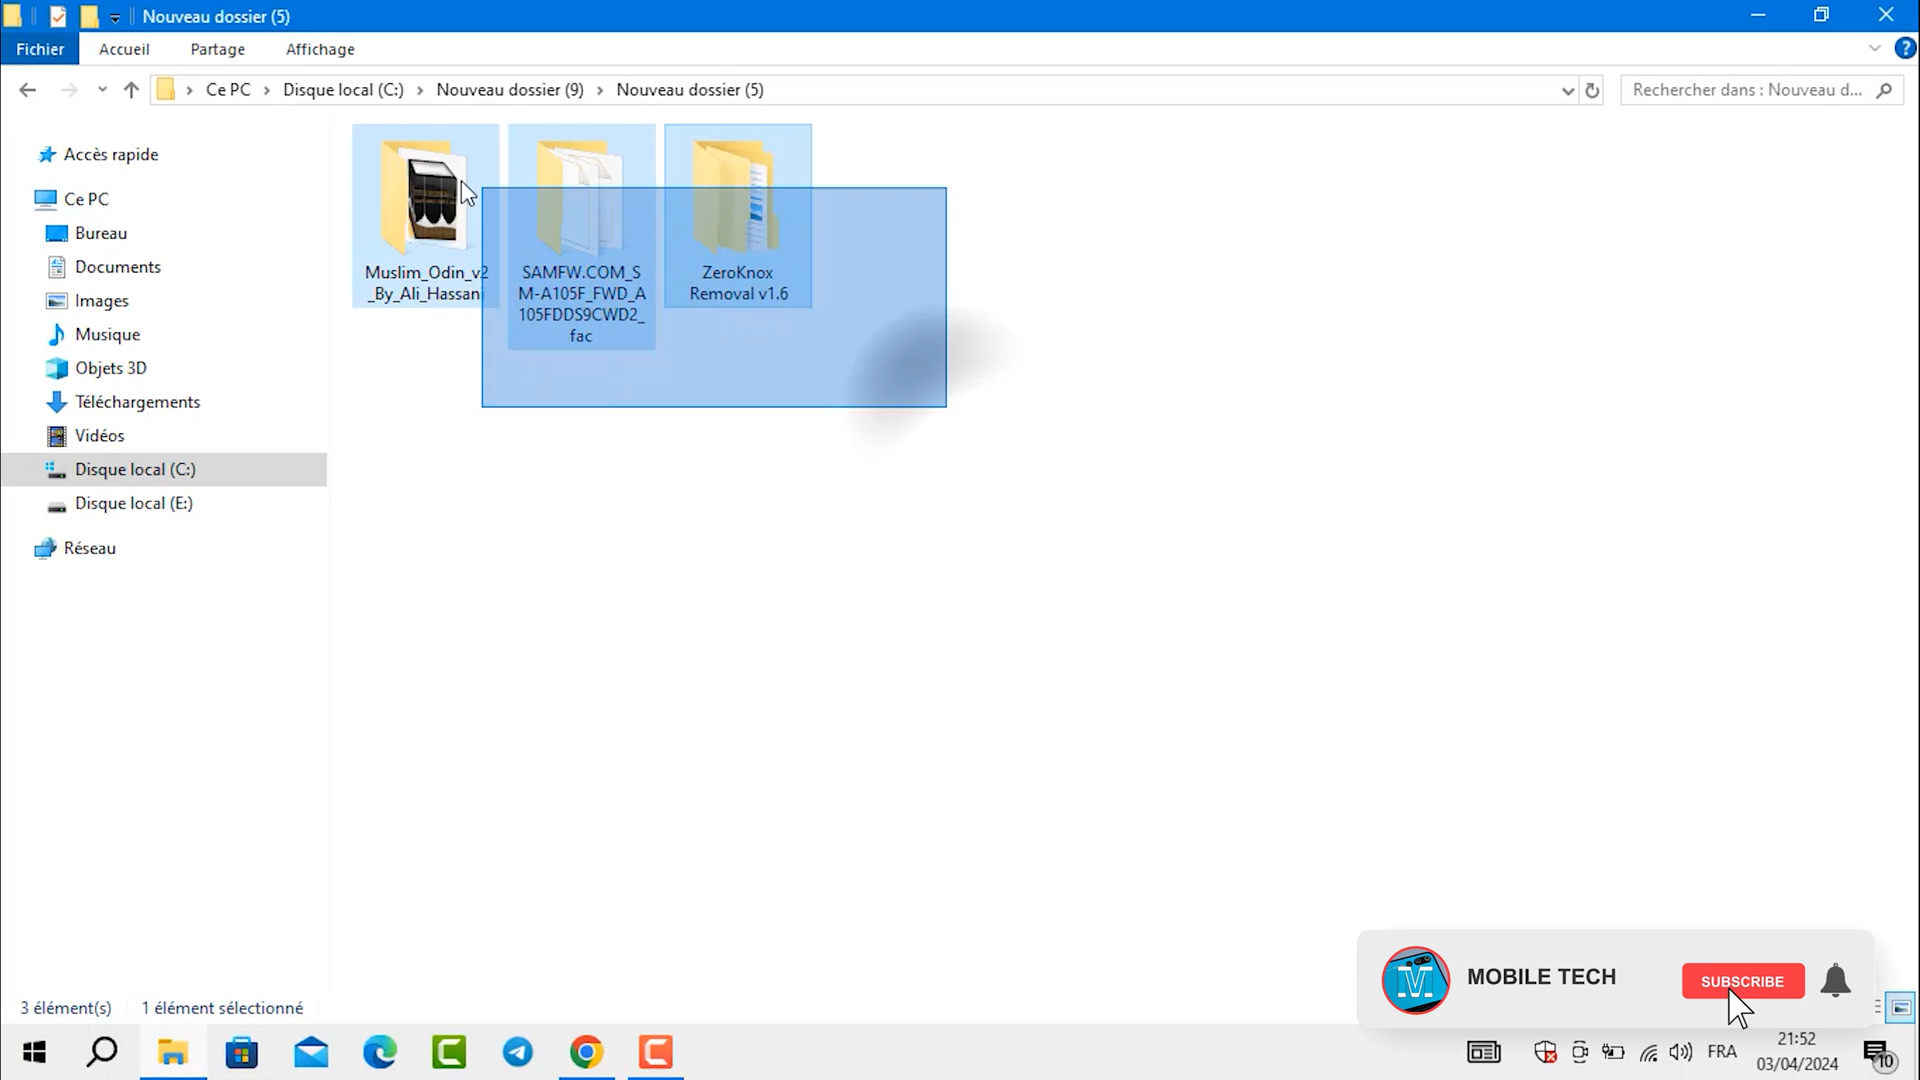 Nouveau dossier (5)
Fichier
Accueil
Partage
Affichage
?
Ce PC
Disque local (C:)
Nouveau dossier (9)
Nouveau dossier (5)
Rechercher dans : Nouveau d...
Accès rapide
Ce PC
Bureau
Documents
Images
Musique
Objets 3D
Téléchargements
Vidéos
Disque local (C:)
Disque local (E:)
Réseau
Muslim_Odin_v2
_By_Ali_Hassani
SAMFW.COM_S
M-A105F_FWD_A
105FDDS9CWD2_
fac
ZeroKnox
Removal v1.6
M
MOBILE TECH
SUBSCRIBE
3 élément(s)
1 élément sélectionné
FRA
21:52
03/04/2024
10